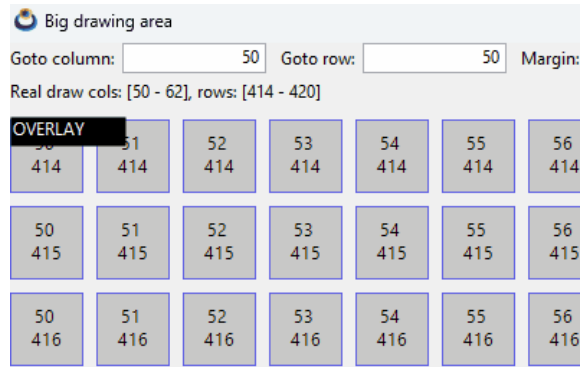 Big drawing area
Goto column: 50 Goto row: 50 Margin:
Real draw cols: [50 - 62], rows: [414 - 420]
OVERLAY
51 52 53 54 55 56
414 414 414 414 414 414 414
50 51 52 53 54 55 56
415 415 415 415 415 415 415
50 51 52 53 54 55 56
416 416 416 416 416 416 416